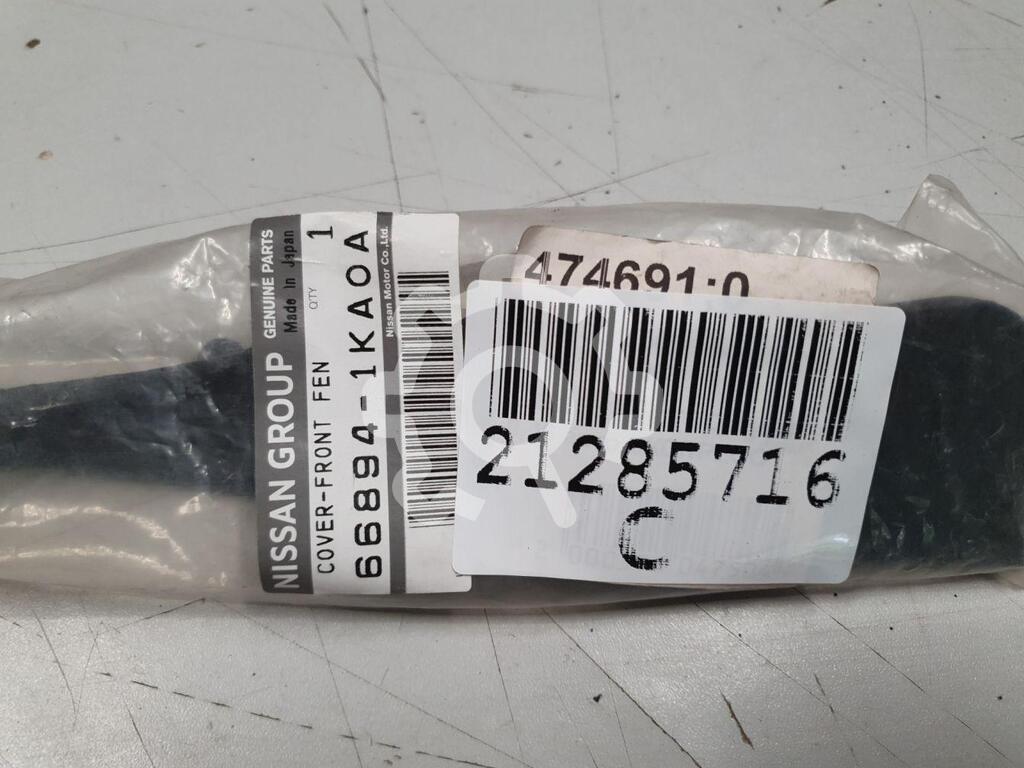 NISSAN GROUP GENUINE PARTS
Made In Japan
COVER-FRONT FEN QTY 1
66894-1KA0A
Nissan Motor Co.,Ltd.
474691:0
21285716
C